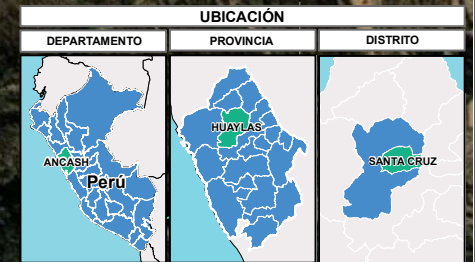 UBICACIÓN
DEPARTAMENTO
PROVINCIA
DISTRITO
ANCASH
Perú
HUAYLAS
SANTA CRUZ